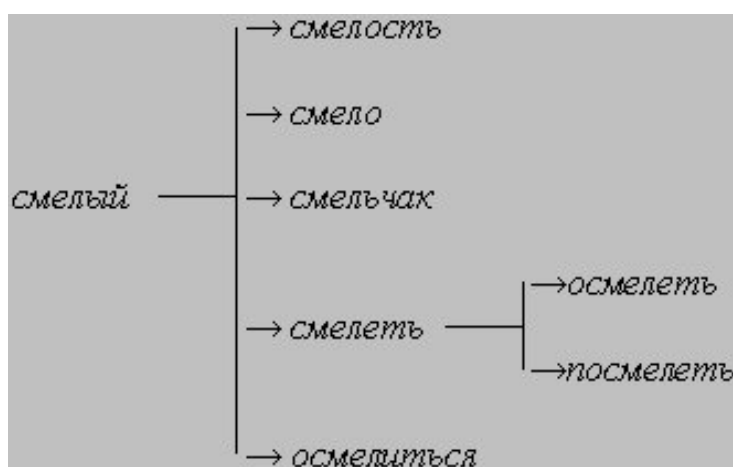 смелость
смело
смелый
смельчак
осмелеть
смелеть
посмелеть
осмелиться